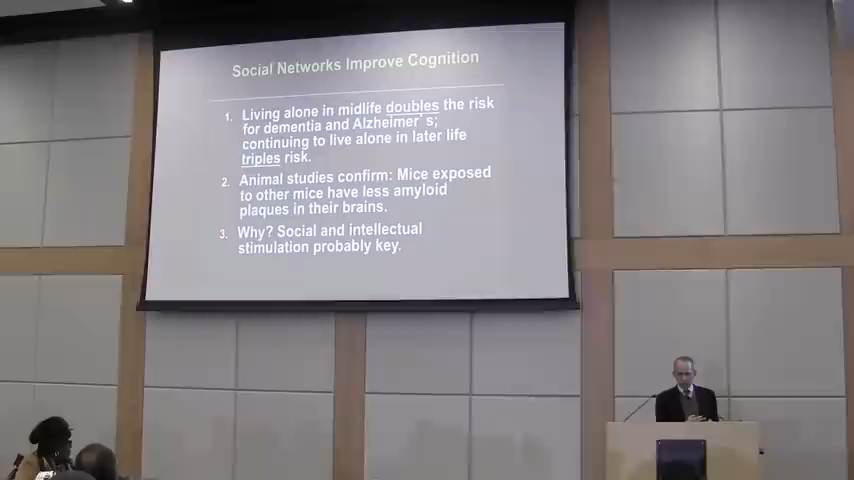 Social Networks Improve Cognition
1. Living alone in midlife doubles the risk
for dementia and Alzheimer's;
continuing to live alone in later life
triples risk.
2. Animal studies confirm: Mice exposed
to other mice have less amyloid
plaques in their brains.
3. Why? Social and intellectual
stimulation probably key.